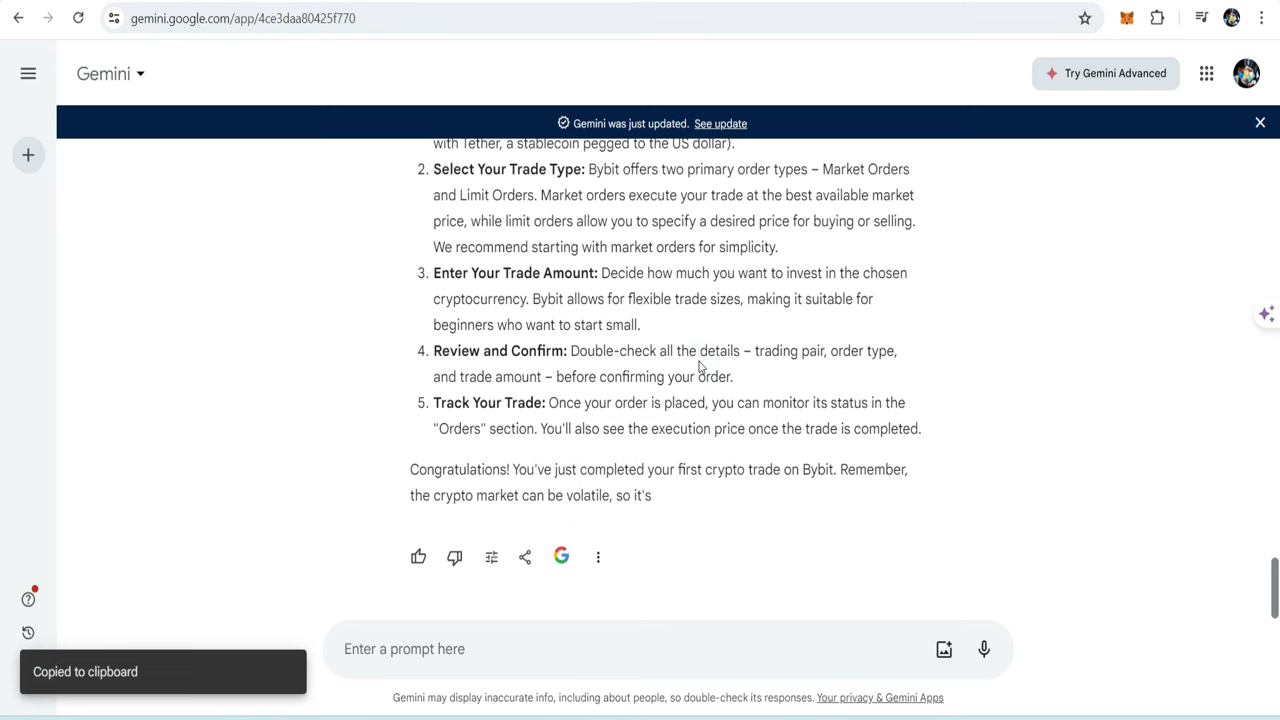 gemini.google.com/app/4ce3daa80425f770
Gemini
Try Gemini Advanced
Gemini was just updated. See update
with Tether, a stablecoin pegged to the US dollar).
2. Select Your Trade Type: Bybit offers two primary order types – Market Orders
and Limit Orders. Market orders execute your trade at the best available market
price, while limit orders allow you to specify a desired price for buying or selling.
We recommend starting with market orders for simplicity.
3. Enter Your Trade Amount: Decide how much you want to invest in the chosen
cryptocurrency. Bybit allows for flexible trade sizes, making it suitable for
beginners who want to start small.
4. Review and Confirm: Double-check all the details – trading pair, order type,
and trade amount – before confirming your order.
5. Track Your Trade: Once your order is placed, you can monitor its status in the
"Orders" section. You'll also see the execution price once the trade is completed.
Congratulations! You've just completed your first crypto trade on Bybit. Remember,
the crypto market can be volatile, so it's
Enter a prompt here
Copied to clipboard
Gemini may display inaccurate info, including about people, so double-check its responses. Your privacy & Gemini Apps